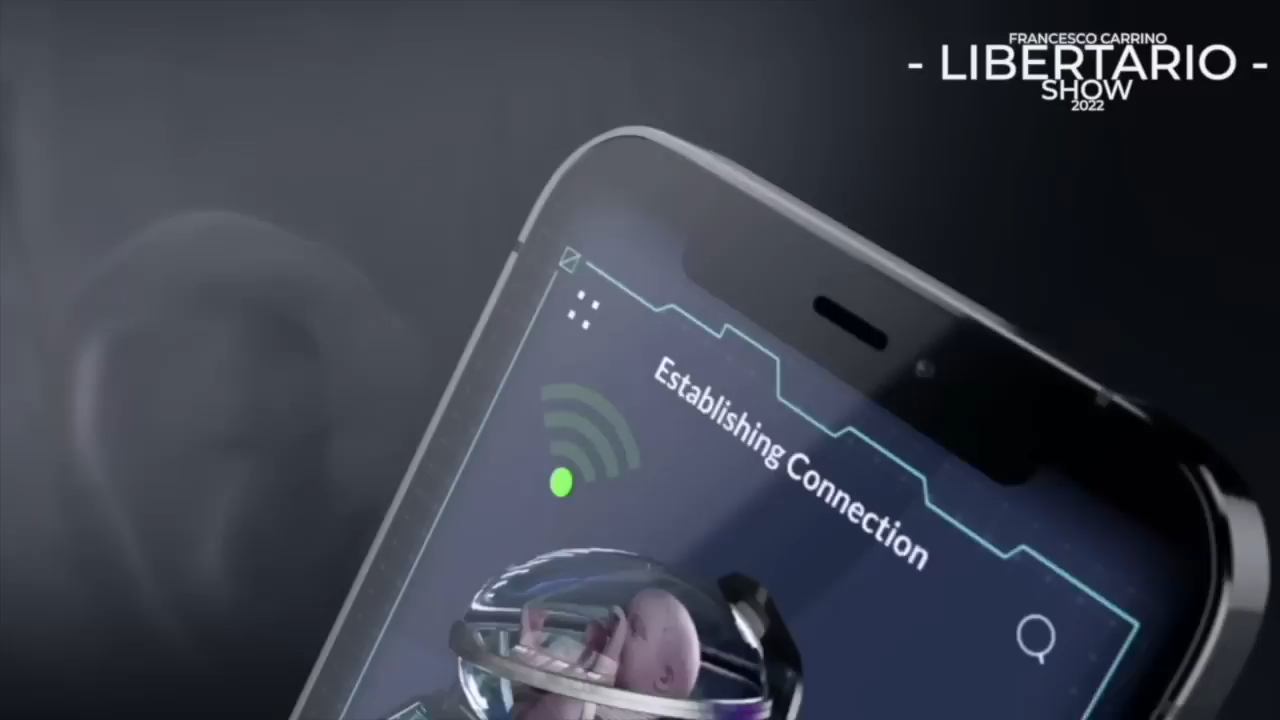 FRANCESCO CARRINO
- LIBERTARIO -
SHOW
2022
Establishing Connection